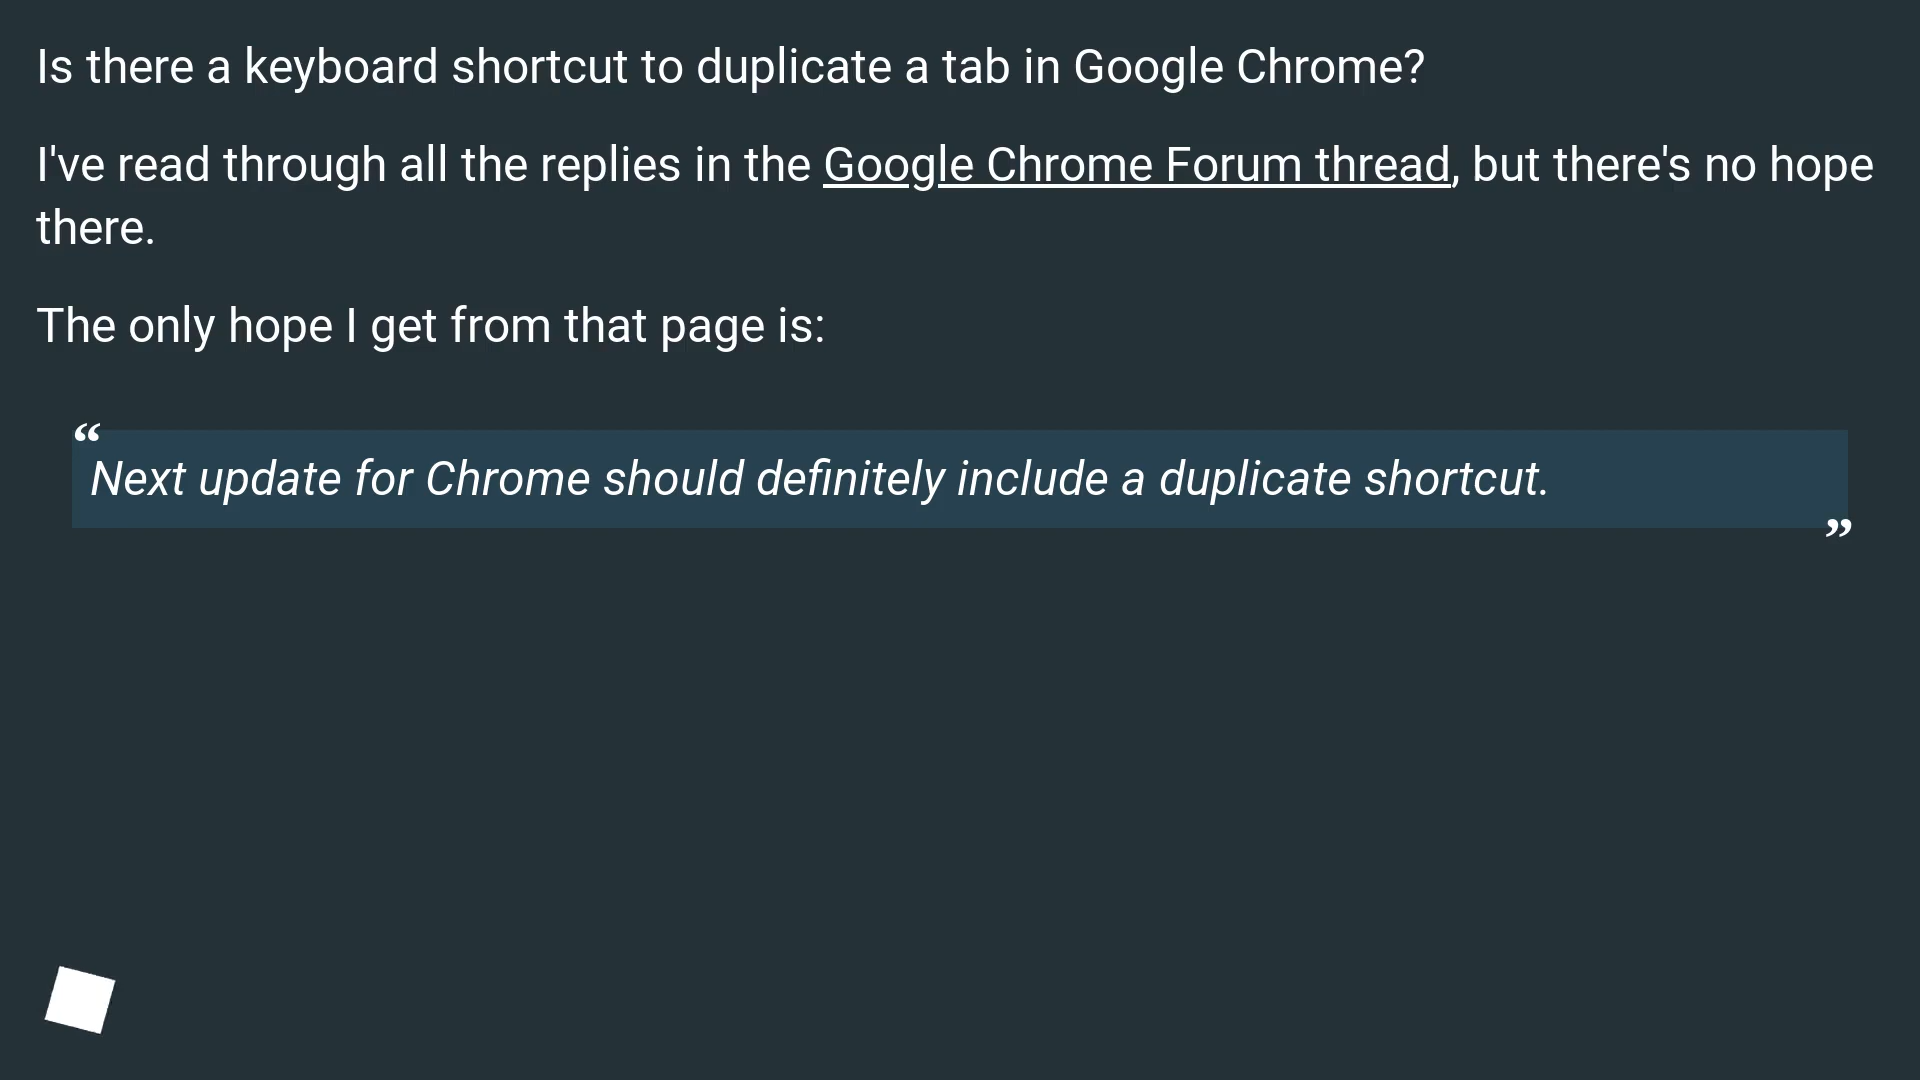 Is there a keyboard shortcut to duplicate a tab in Google Chrome?
I've read through all the replies in the Google Chrome Forum thread, but there's no hope
there.
The only hope I get from that page is:
“
Next update for Chrome should definitely include a duplicate shortcut.
”